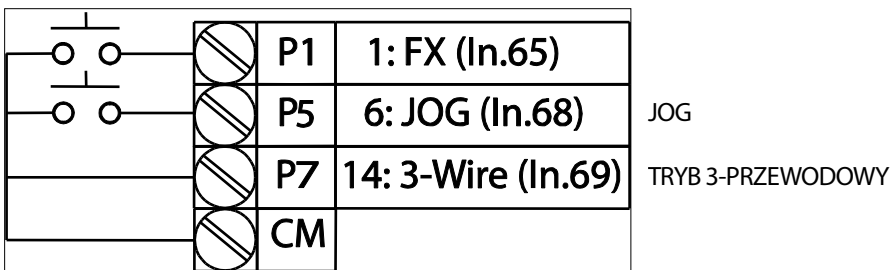 P1 1: FX (In.65)
P5 6: JOG (In.68) JOG
P7 14: 3-Wire (In.69) TRYB 3-PRZEWODOWY
CM